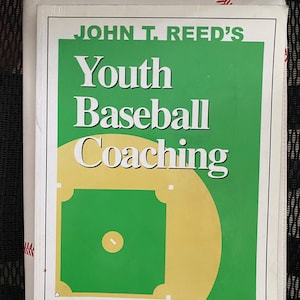 JOHN T. REED'S
Youth
Baseball
Coaching